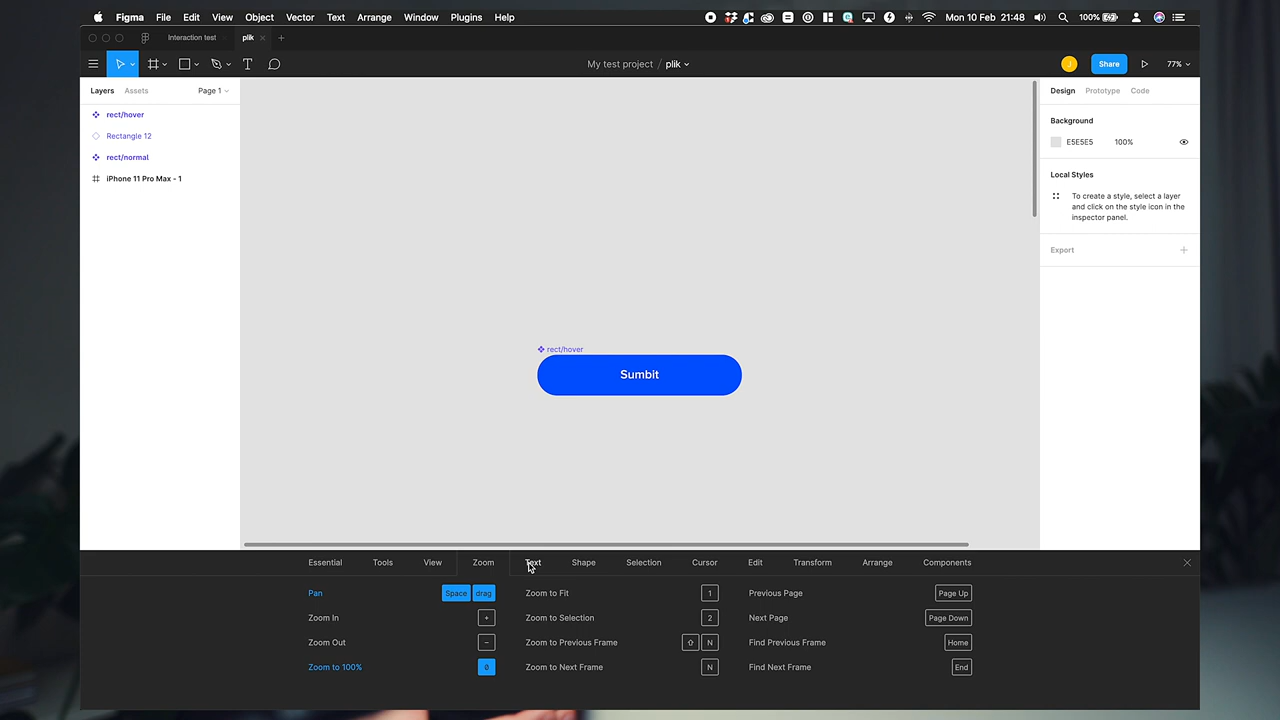 Figma File Edit View Object Vector Text Arrange Window Plugins Help 100% Mon 10 Feb 21:48
Interaction test plik
My test project / plik J Share 77%
Layers Assets Page 1
rect/hover
Rectangle 12
rect/normal
iPhone 11 Pro Max - 1
rect/hover
Sumbit
Design Prototype Code
Background
E5E5E5 100%
Local Styles
To create a style, select a layer
and click on the style icon in the
inspector panel.
Export
Essential Tools View Zoom Text Shape Selection Cursor Edit Transform Arrange Components
Pan Space drag Zoom to Fit 1 Previous Page Page Up
Zoom In + Zoom to Selection 2 Next Page Page Down
Zoom Out - Zoom to Previous Frame ⇧ N Find Previous Frame Home
Zoom to 100% 0 Zoom to Next Frame N Find Next Frame End